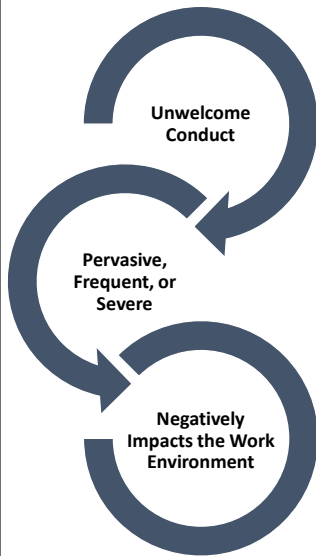 Unwelcome
Conduct
Pervasive,
Frequent, or
Severe
Negatively
Impacts the Work
Environment